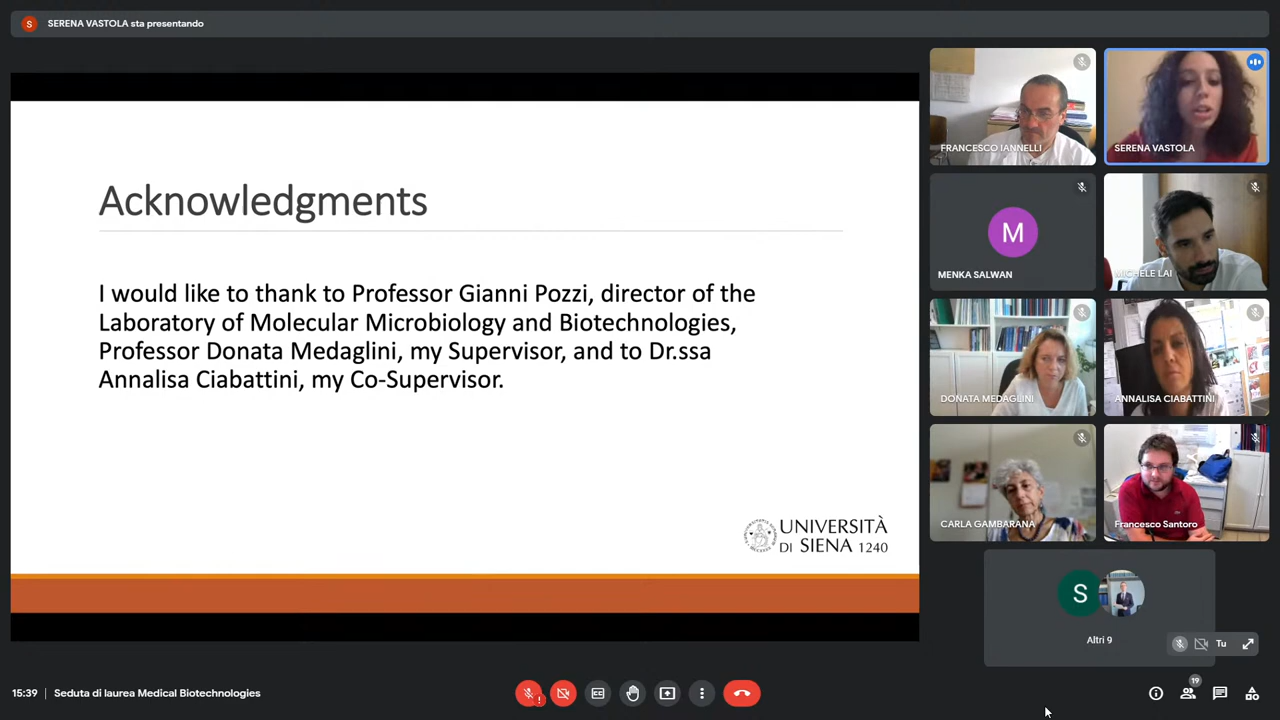 S SERENA VASTOLA sta presentando
Acknowledgments
I would like to thank to Professor Gianni Pozzi, director of the
Laboratory of Molecular Microbiology and Biotechnologies,
Professor Donata Medaglini, my Supervisor, and to Dr.ssa
Annalisa Ciabattini, my Co-Supervisor.
UNIVERSITÀ
DI SIENA 1240
FRANCESCO IANNELLI
SERENA VASTOLA
M
MENKA SALWAN
MICHELE LAI
DONATA MEDAGLINI
ANNALISA CIABATTINI
CARLA GAMBARANA
Francesco Santoro
S
Altri 9
Tu
15:39 | Seduta di laurea Medical Biotechnologies
19